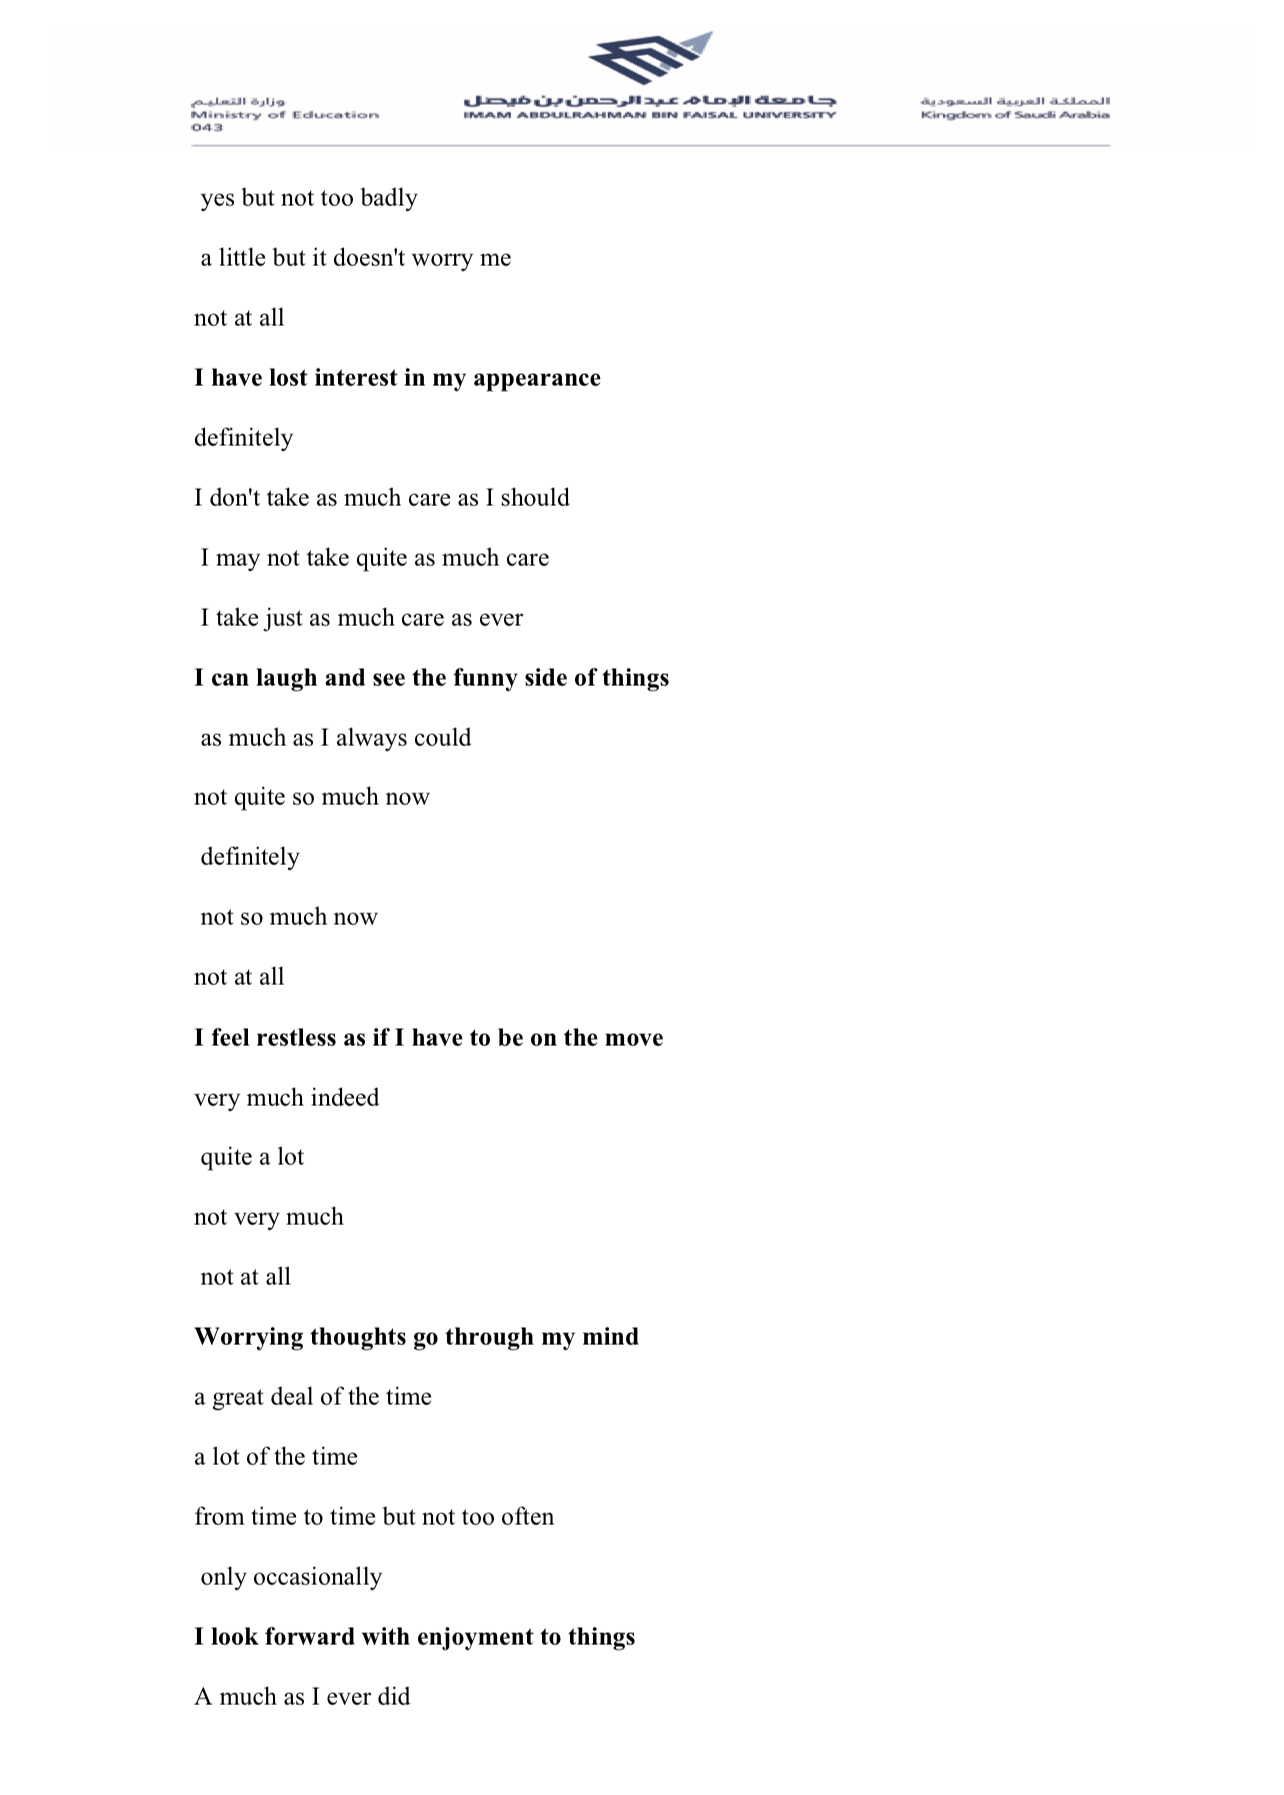 وزارة التعليم
Ministry of Education
043
جامعة الإمام عبدالرحمن بن فيصل
IMAM ABDULRAHMAN BIN FAISAL UNIVERSITY
المملكة العربية السعودية
Kingdom of Saudi Arabia
yes but not too badly
a little but it doesn't worry me
not at all
I have lost interest in my appearance
definitely
I don't take as much care as I should
I may not take quite as much care
I take just as much care as ever
I can laugh and see the funny side of things
as much as I always could
not quite so much now
definitely
not so much now
not at all
I feel restless as if I have to be on the move
very much indeed
quite a lot
not very much
not at all
Worrying thoughts go through my mind
a great deal of the time
a lot of the time
from time to time but not too often
only occasionally
I look forward with enjoyment to things
A much as I ever did